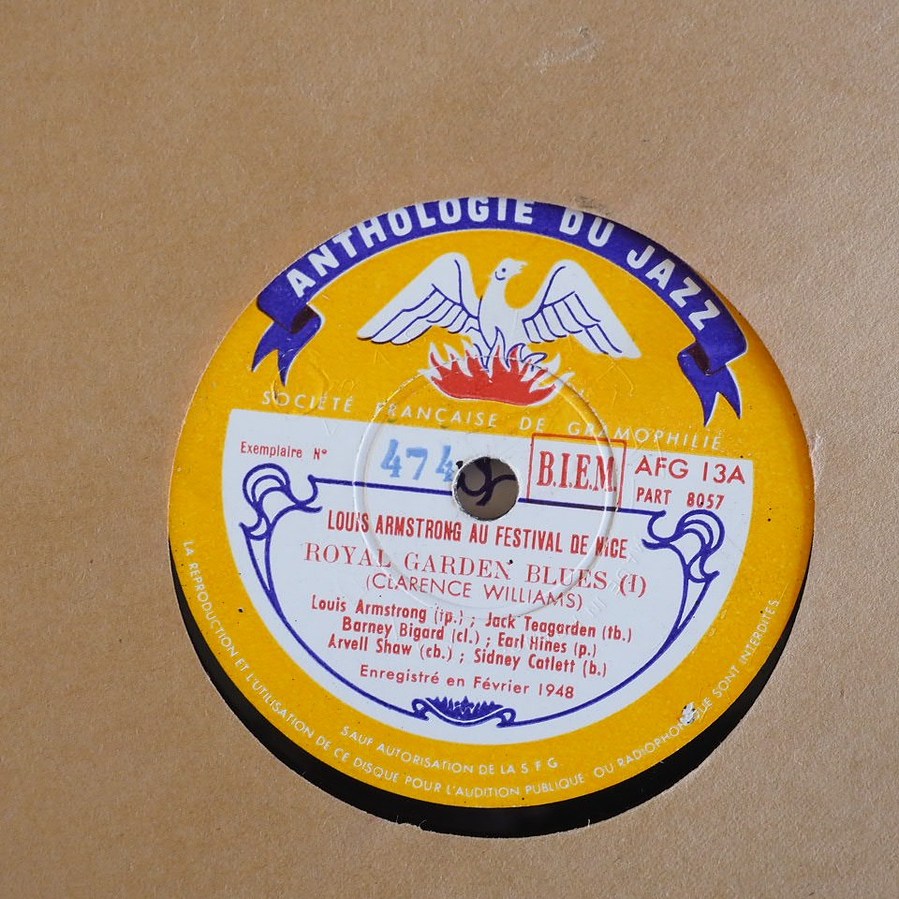 ANTHOLOGIE DU JAZZ
SOCIÉTÉ FRANÇAISE DE GRAMOPHILIE
Exemplaire N° 474
B.I.E.M.
AFG 13A
PART 8057
LOUIS ARMSTRONG AU FESTIVAL DE NICE
ROYAL GARDEN BLUES (I)
(CLARENCE WILLIAMS)
Louis Armstrong (tp.) ; Jack Teagarden (tb.)
Barney Bigard (cl.) ; Earl Hines (p.)
Arvell Shaw (cb.) ; Sidney Catlett (b.)
Enregistré en Février 1948
SAUF AUTORISATION DE LA S F G.
LA REPRODUCTION ET L'UTILISATION DE CE DISQUE POUR L'AUDITION PUBLIQUE OU RADIOPHONIQUE SONT INTERDITES